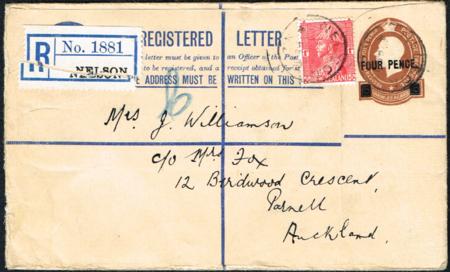 REGISTERED LETTER.
R No. 1881
NELSON
letter must be given to an Officer of the Post
to be registered, and a receipt obtained for it
ADDRESS MUST BE WRITTEN ON THIS
FOUR PENCE.
Mrs J. Williamson
c/o Mrs Fox
12 Birdwood Crescent,
Parnell
Auckland.